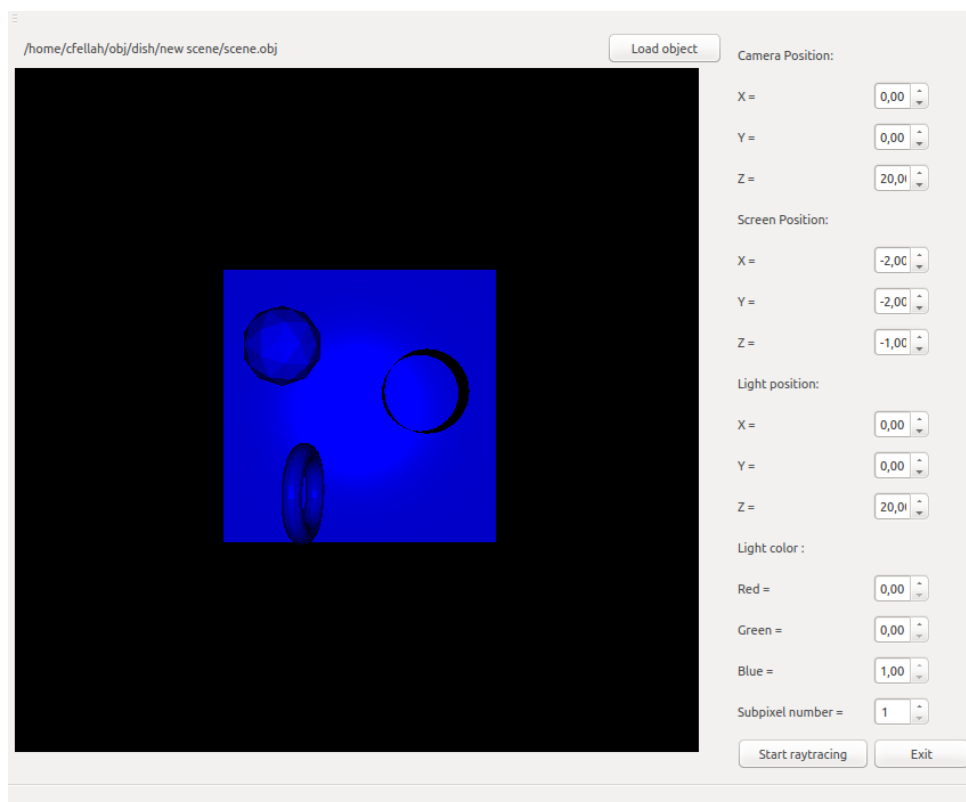 /home/cfellah/obj/dish/new scene/scene.obj
Load object
Camera Position:
X = 0,00
Y = 0,00
Z = 20,0
Screen Position:
X = -2,00
Y = -2,00
Z = -1,00
Light position:
X = 0,00
Y = 0,00
Z = 20,0
Light color :
Red = 0,00
Green = 0,00
Blue = 1,00
Subpixel number = 1
Start raytracing Exit